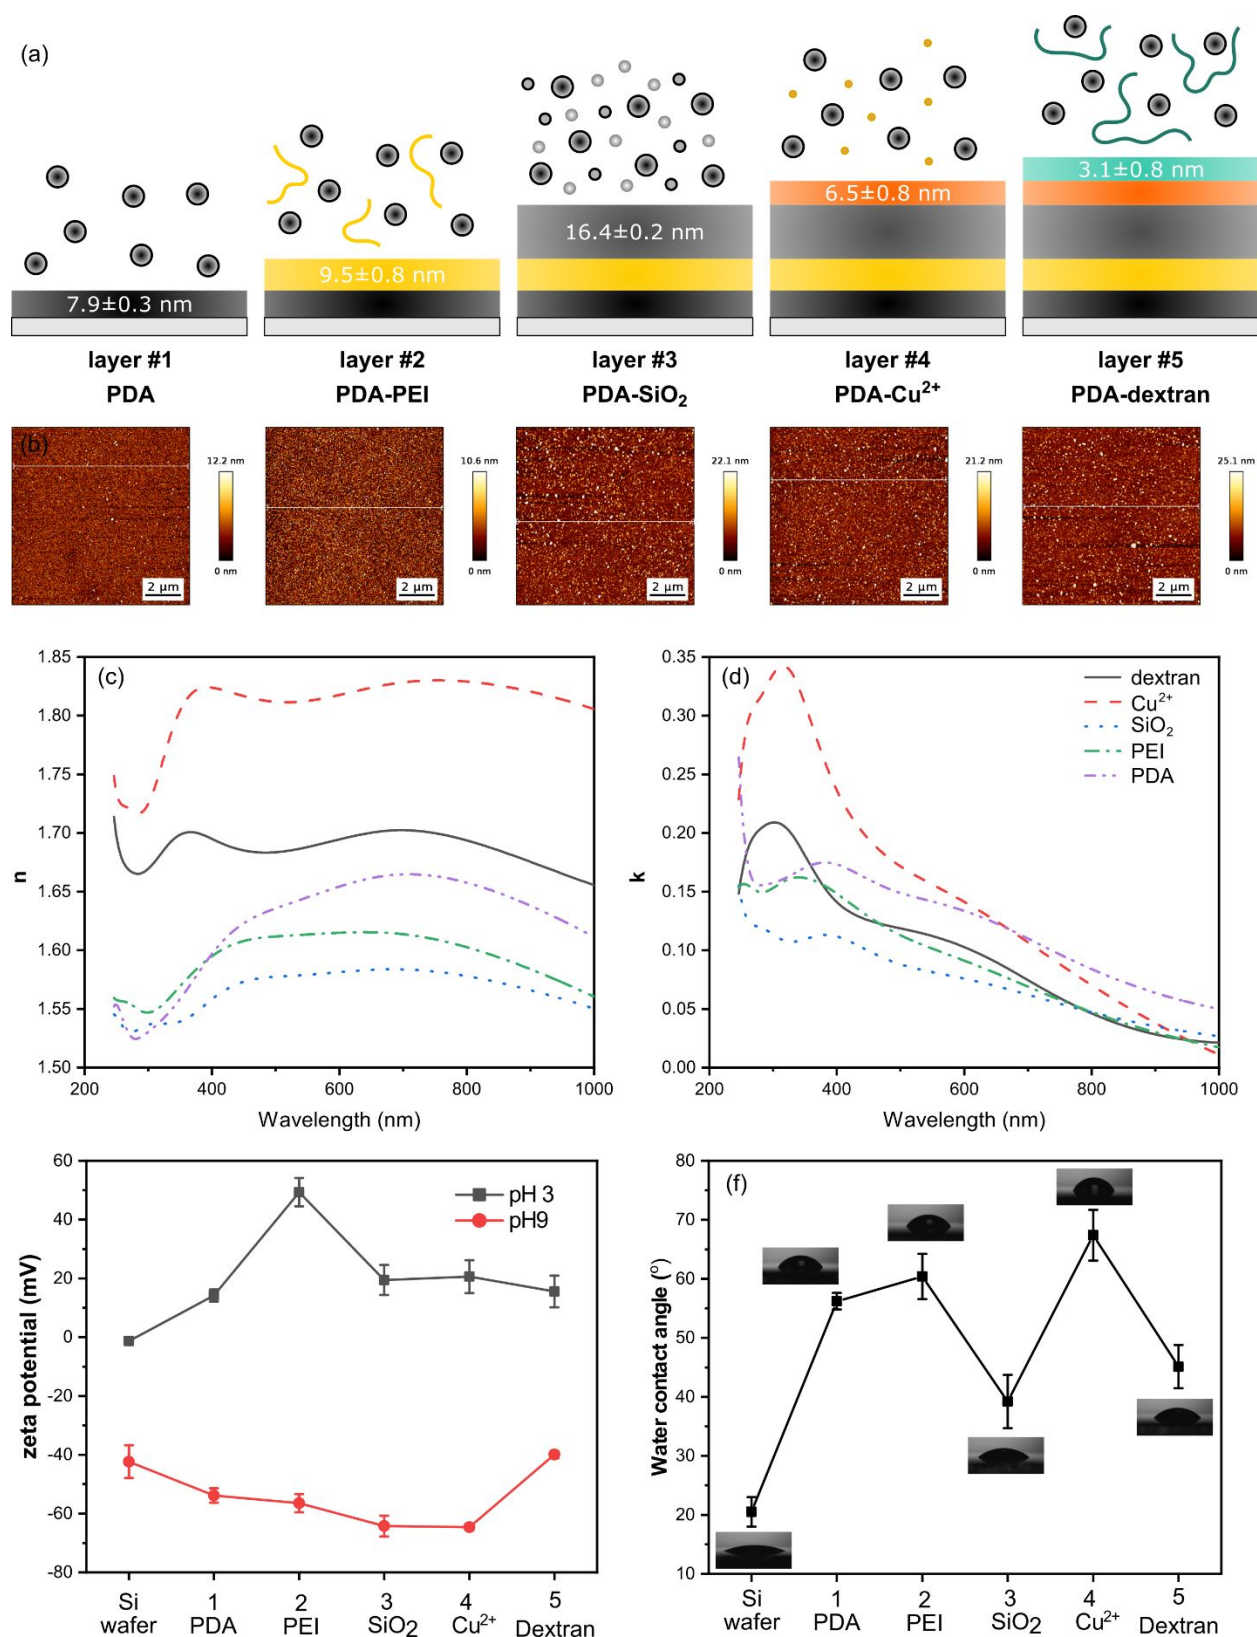 (a)
7.9±0.3 nm
9.5±0.8 nm
16.4±0.2 nm
6.5±0.8 nm
3.1±0.8 nm
layer #1
PDA
layer #2
PDA-PEI
layer #3
PDA-SiO₂
layer #4
PDA-Cu²⁺
layer #5
PDA-dextran
(b)
12.2 nm
0 nm
2 µm
10.6 nm
0 nm
2 µm
22.1 nm
0 nm
2 µm
21.2 nm
0 nm
2 µm
25.1 nm
0 nm
2 µm
(c)
1.85
1.80
1.75
1.70
1.65
1.60
1.55
1.50
n
200
400
600
800
1000
Wavelength (nm)
(d)
dextran
Cu²⁺
SiO₂
PEI
PDA
0.35
0.30
0.25
0.20
0.15
0.10
0.05
0.00
k
200
400
600
800
1000
Wavelength (nm)
pH 3
pH9
60
40
20
0
-20
-40
-60
-80
zeta potential (mV)
Si wafer
1 PDA
2 PEI
3 SiO₂
4 Cu²⁺
5 Dextran
(f)
80
70
60
50
40
30
20
10
Water contact angle (°)
Si wafer
1 PDA
2 PEI
3 SiO₂
4 Cu²⁺
5 Dextran